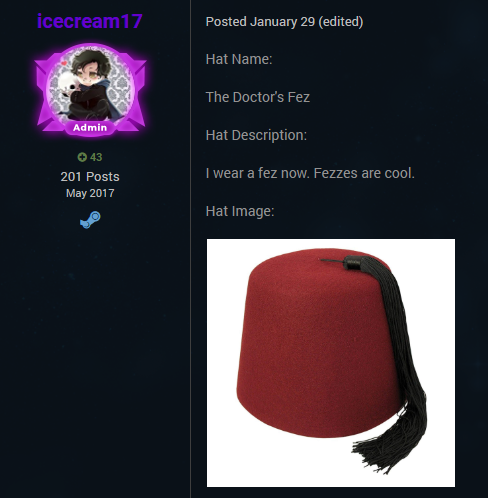 icecream17
Admin
43
201 Posts
May 2017
Posted January 29 (edited)
Hat Name:
The Doctor's Fez
Hat Description:
I wear a fez now. Fezzes are cool.
Hat Image: